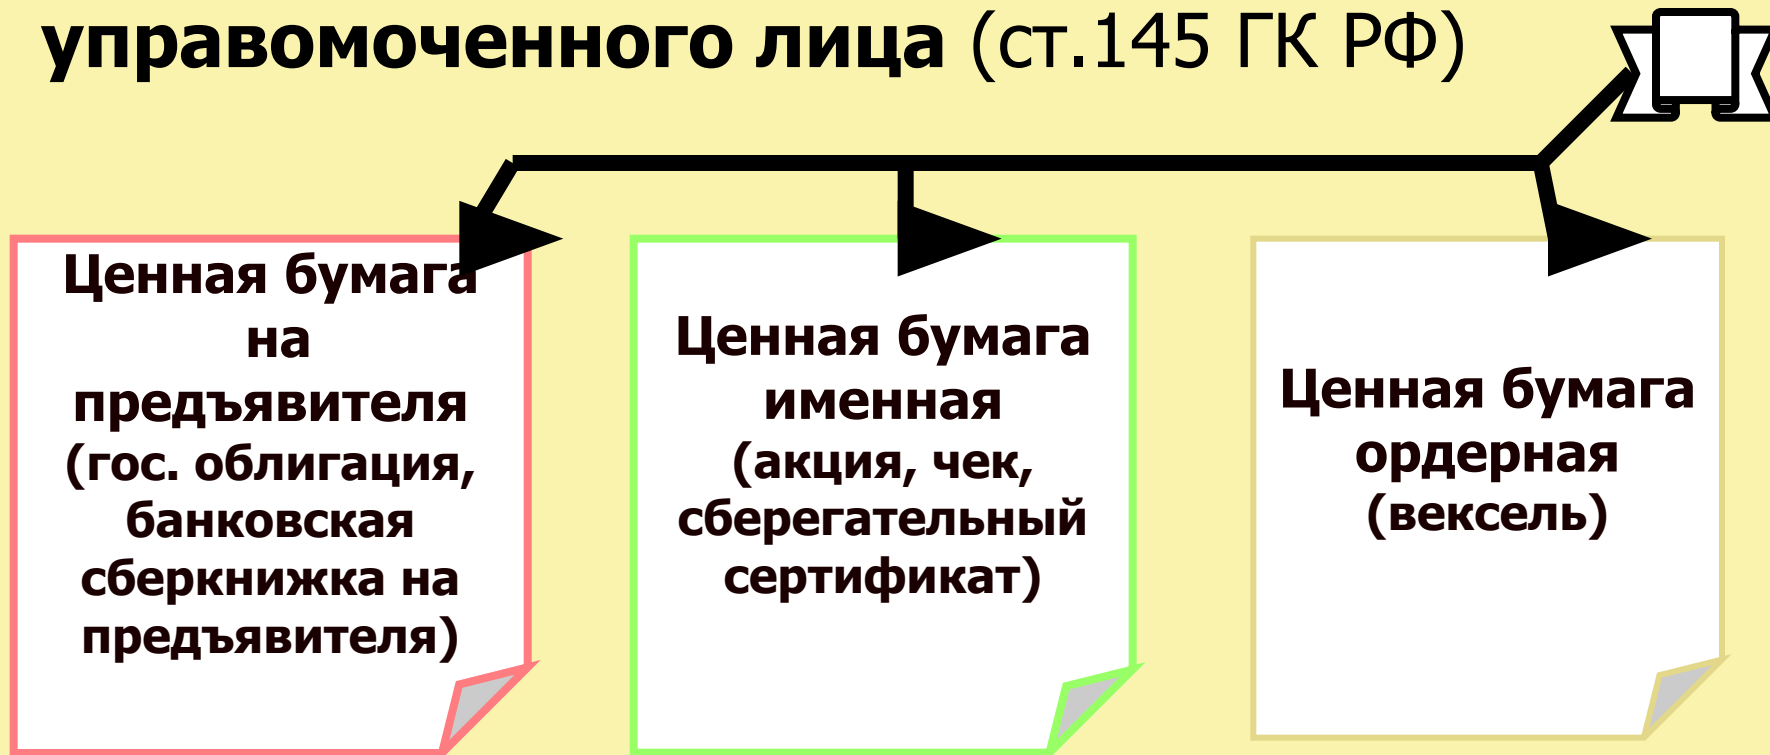 управомоченного лица (ст.145 ГК РФ)
Ценная бумага
на
предъявителя
(гос. облигация,
банковская
сберкнижка на
предъявителя)
Ценная бумага
именная
(акция, чек,
сберегательный
сертификат)
Ценная бумага
ордерная
(вексель)